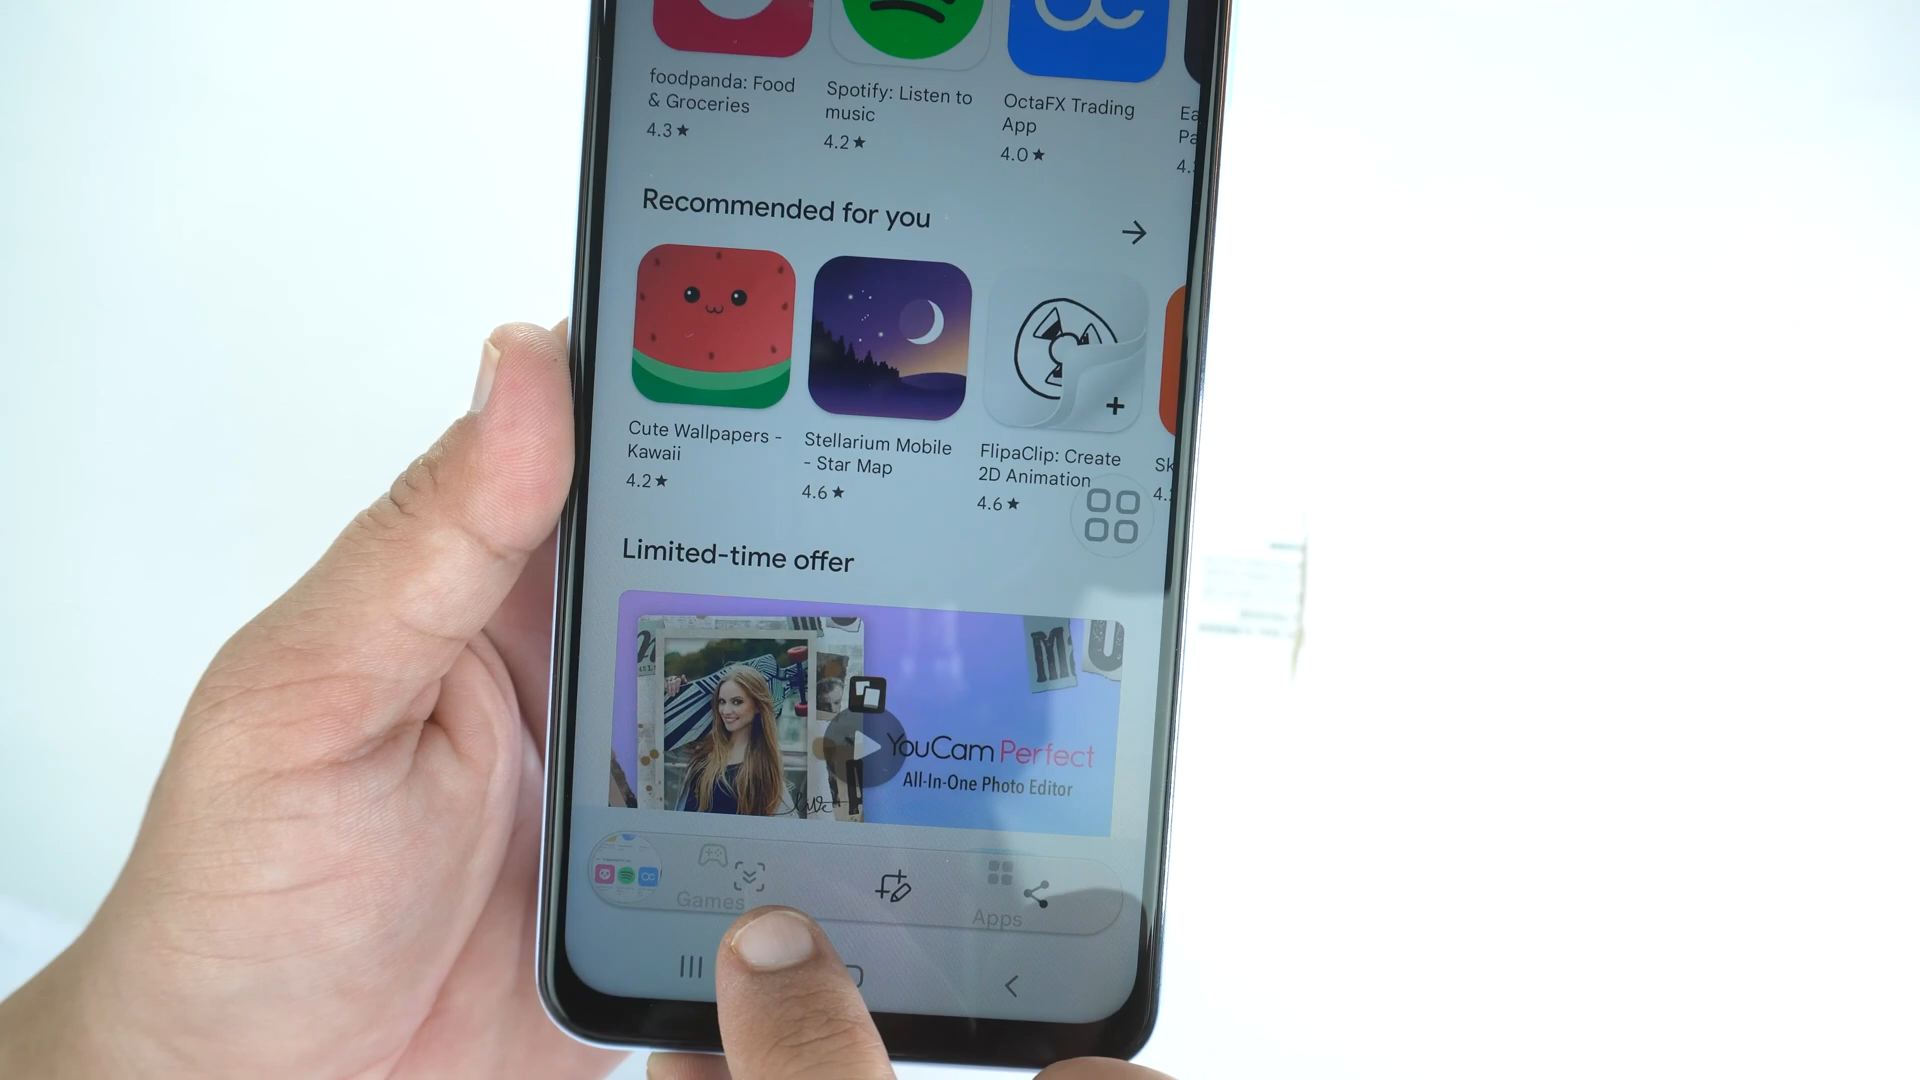 foodpanda: Food
& Groceries
4.3★
Spotify: Listen to
music
4.2★
OctaFX Trading
App
4.0★
Recommended for you
Cute Wallpapers -
Kawaii
4.2★
Stellarium Mobile
- Star Map
4.6★
FlipaClip: Create
2D Animation
4.6★
Limited-time offer
YouCam Perfect
All-In-One Photo Editor
Games
Apps